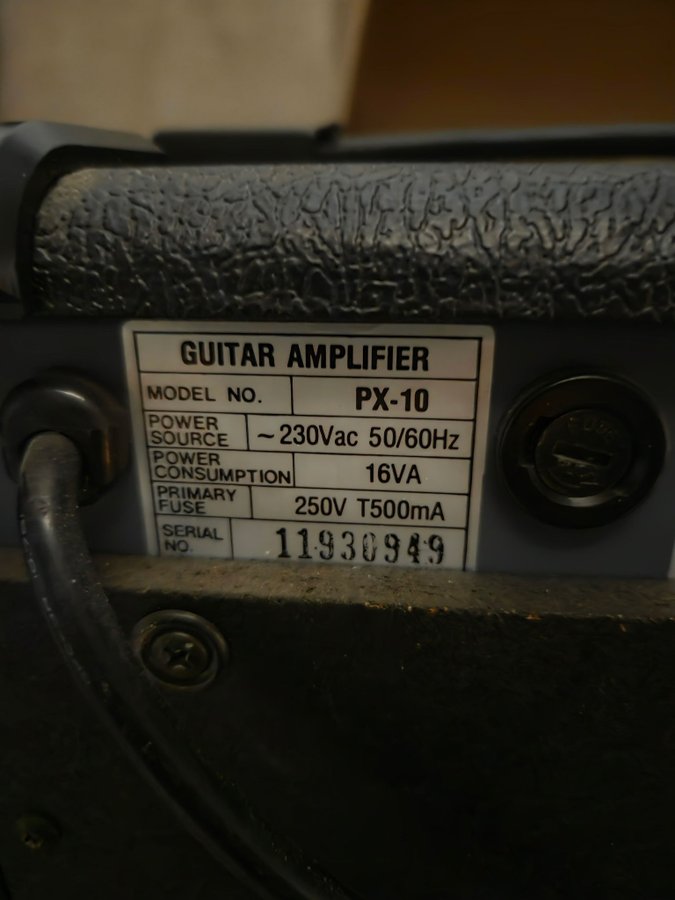 GUITAR AMPLIFIER
MODEL NO. PX-10
POWER SOURCE ~230Vac 50/60Hz
POWER CONSUMPTION 16VA
PRIMARY FUSE 250V T500mA
SERIAL NO. 11930949